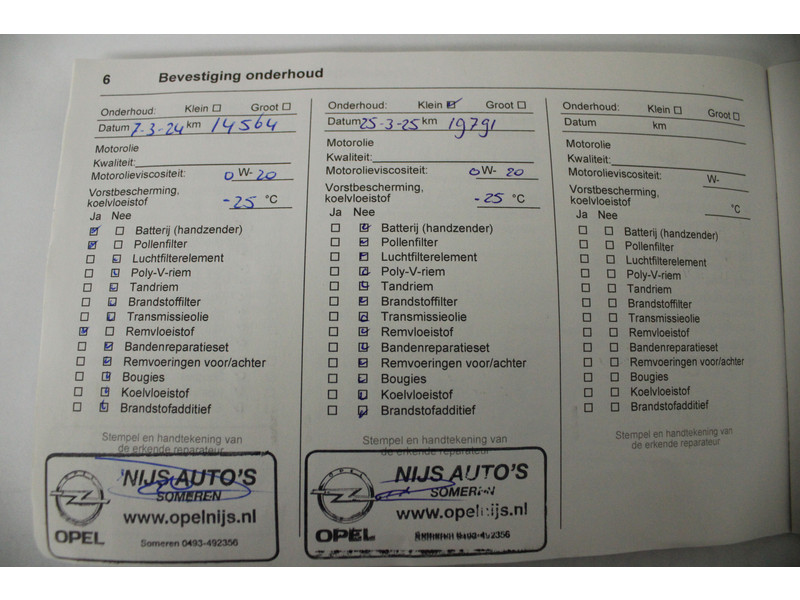 6 Bevestiging onderhoud
Onderhoud: Klein ☐ Groot ☐
Datum 7-3-24 km 14564
Motorolie
Kwaliteit:
Motorolieviscositeit: 0 W- 20
Vorstbescherming,
koelvloeistof -25 °C
Ja Nee
☑ ☐ Batterij (handzender)
☑ ☐ Pollenfilter
☐ ☑ Luchtfilterelement
☐ ☑ Poly-V-riem
☐ ☑ Tandriem
☐ ☑ Brandstoffilter
☐ ☑ Transmissieolie
☑ ☐ Remvloeistof
☐ ☑ Bandenreparatieset
☐ ☑ Remvoeringen voor/achter
☐ ☑ Bougies
☐ ☑ Koelvloeistof
☐ ☑ Brandstofadditief
Stempel en handtekening van
de erkende reparateur
NIJS AUTO'S
SOMEREN
www.opelnijs.nl
OPEL Someren 0493-492356
Onderhoud: Klein ☑ Groot ☐
Datum 25-3-25 km 19791
Motorolie
Kwaliteit:
Motorolieviscositeit: 0 W- 20
Vorstbescherming,
koelvloeistof -25 °C
Ja Nee
☐ ☑ Batterij (handzender)
☐ ☑ Pollenfilter
☐ ☑ Luchtfilterelement
☐ ☑ Poly-V-riem
☐ ☑ Tandriem
☐ ☑ Brandstoffilter
☐ ☑ Transmissieolie
☐ ☑ Remvloeistof
☐ ☑ Bandenreparatieset
☐ ☑ Remvoeringen voor/achter
☐ ☑ Bougies
☐ ☑ Koelvloeistof
☐ ☑ Brandstofadditief
Stempel en handtekening van
de erkende reparateur
NIJS AUTO'S
SOMEREN
www.opelnijs.nl
OPEL Someren 0493-492356
Onderhoud: Klein ☐ Groot ☐
Datum km
Motorolie
Kwaliteit:
Motorolieviscositeit: W-
Vorstbescherming,
koelvloeistof °C
Ja Nee
☐ ☐ Batterij (handzender)
☐ ☐ Pollenfilter
☐ ☐ Luchtfilterelement
☐ ☐ Poly-V-riem
☐ ☐ Tandriem
☐ ☐ Brandstoffilter
☐ ☐ Transmissieolie
☐ ☐ Remvloeistof
☐ ☐ Bandenreparatieset
☐ ☐ Remvoeringen voor/achter
☐ ☐ Bougies
☐ ☐ Koelvloeistof
☐ ☐ Brandstofadditief
Stempel en handtekening van
de erkende reparateur